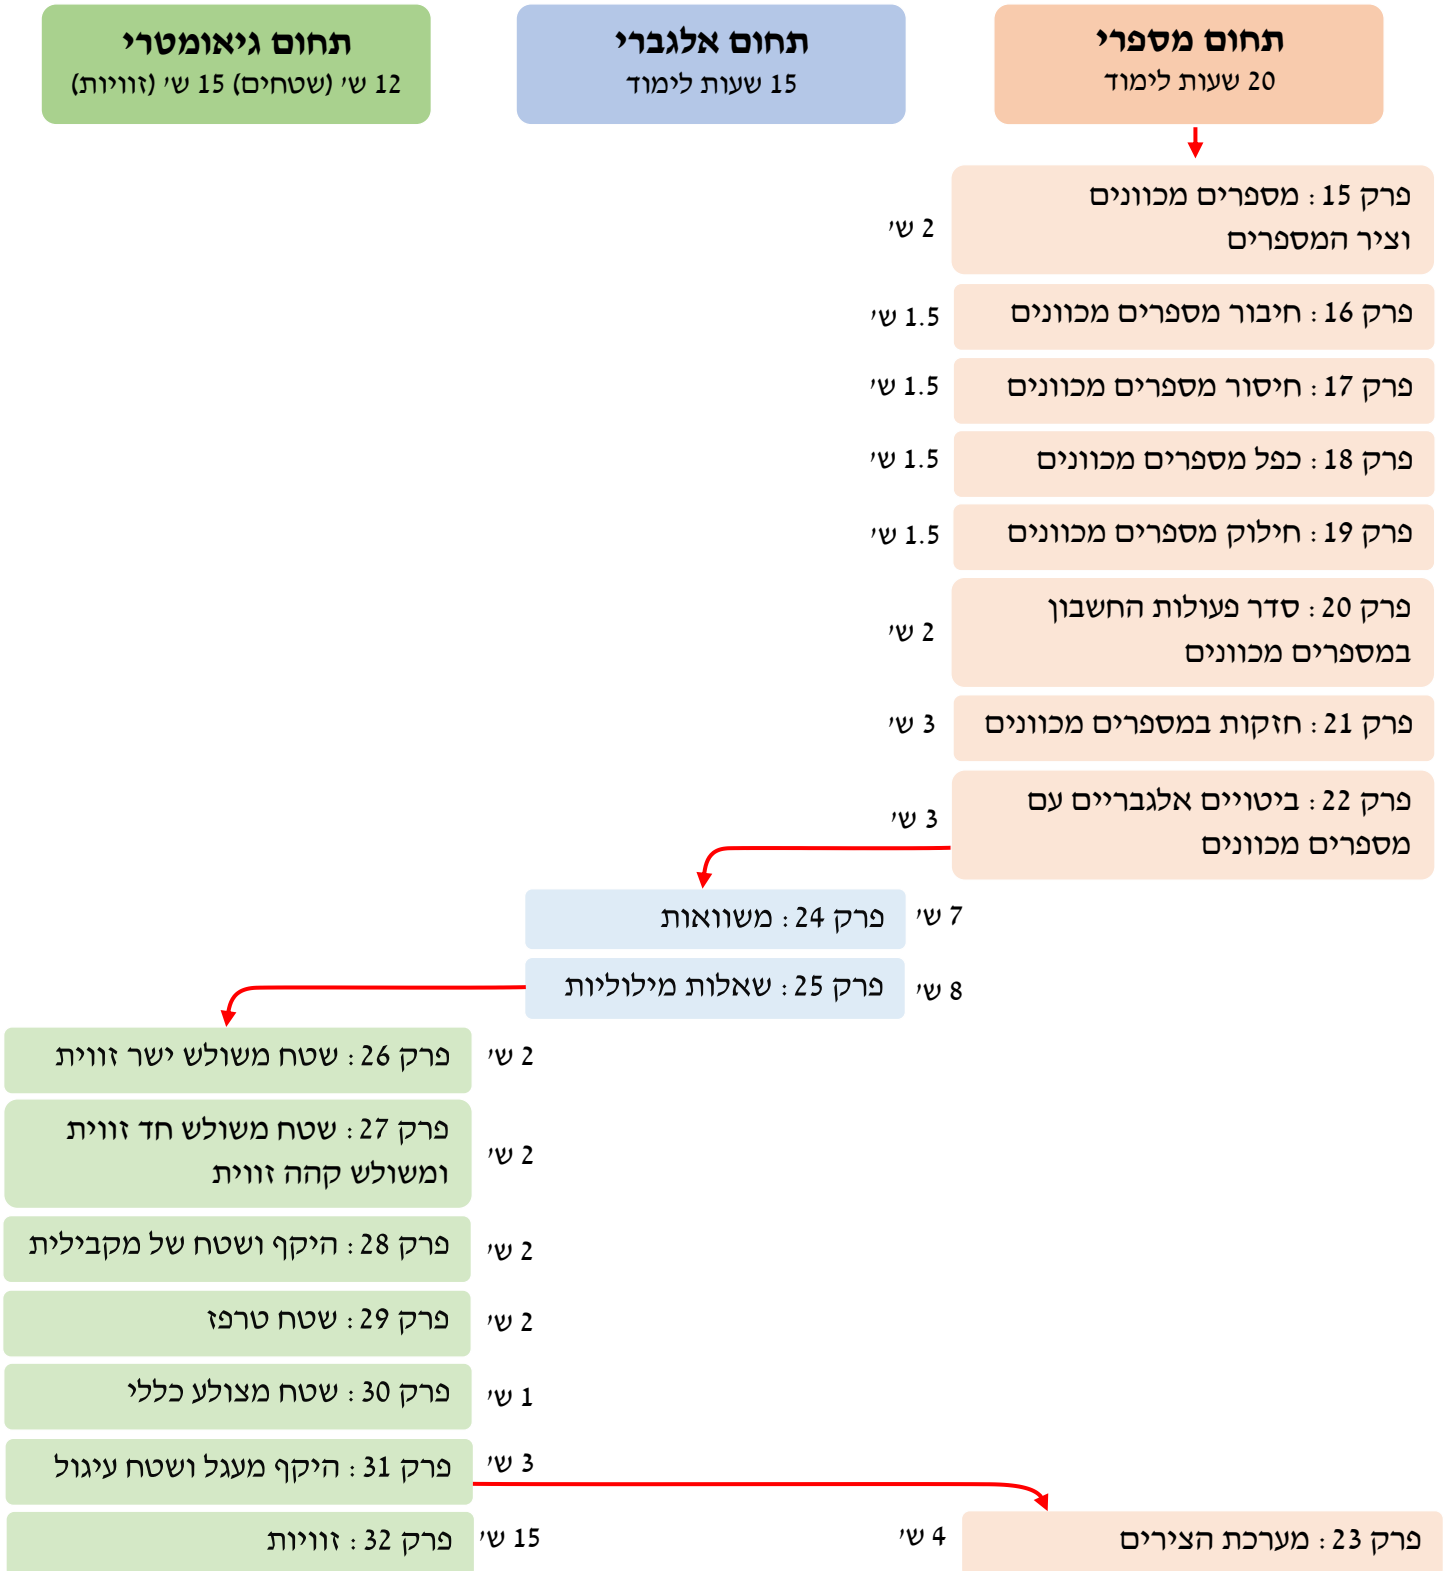 תחום מספרי
20 שעות לימוד
תחום אלגברי
15 שעות לימוד
תחום גיאומטרי
12 ש׳ (שטחים) 15 ש׳ (זוויות)
פרק 15: מספרים מכוונים
וציר המספרים
2 ש׳
פרק 16: חיבור מספרים מכוונים
1.5 ש׳
פרק 17: חיסור מספרים מכוונים
1.5 ש׳
פרק 18: כפל מספרים מכוונים
1.5 ש׳
פרק 19: חילוק מספרים מכוונים
1.5 ש׳
פרק 20: סדר פעולות החשבון
במספרים מכוונים
2 ש׳
פרק 21: חזקות במספרים מכוונים
3 ש׳
פרק 22: ביטויים אלגבריים עם
מספרים מכוונים
3 ש׳
7 ש׳
פרק 24: משוואות
8 ש׳
פרק 25: שאלות מילוליות
2 ש׳
פרק 26: שטח משולש ישר זווית
2 ש׳
פרק 27: שטח משולש חד זווית
ומשולש קהה זווית
2 ש׳
פרק 28: היקף ושטח של מקבילית
2 ש׳
פרק 29: שטח טרפז
1 ש׳
פרק 30: שטח מצולע כללי
3 ש׳
פרק 31: היקף מעגל ושטח עיגול
פרק 23: מערכת הצירים
4 ש׳
15 ש׳
פרק 32: זוויות